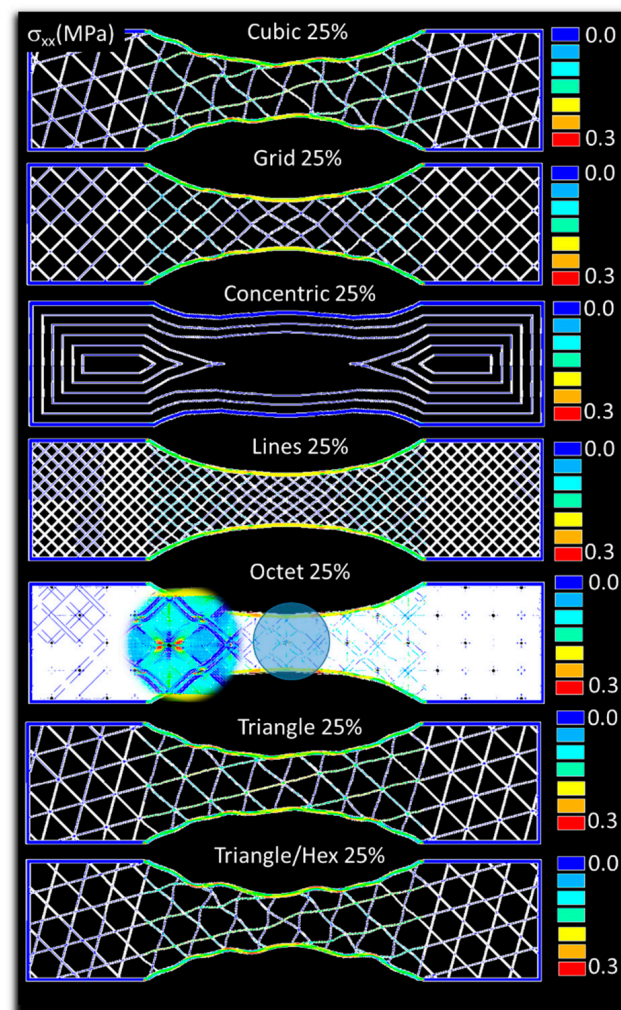 σxx(MPa)
Cubic 25%
0.0
0.3
Grid 25%
0.0
0.3
Concentric 25%
0.0
0.3
Lines 25%
0.0
0.3
Octet 25%
0.0
0.3
Triangle 25%
0.0
0.3
Triangle/Hex 25%
0.0
0.3